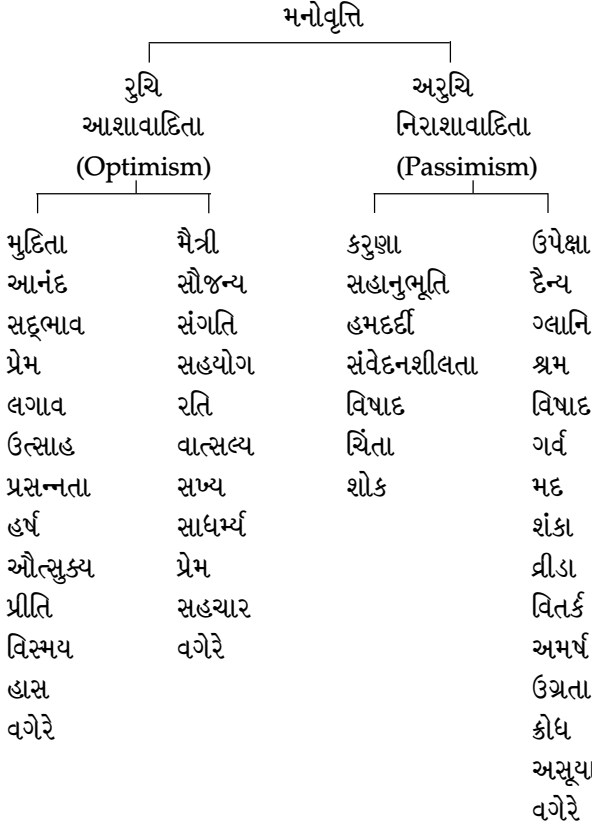 મનોવૃત્તિ
રુચિ
આશાવાદિતા
(Optimism)
અરુચિ
નિરાશાવાદિતા
(Passimism)
મુદિતા
આનંદ
સદ્ભાવ
પ્રેમ
લગાવ
ઉત્સાહ
પ્રસન્નતા
હર્ષ
ઔત્સુક્ય
પ્રીતિ
વિસ્મય
હાસ
વગેરે
મૈત્રી
સૌજન્ય
સંગતિ
સહયોગ
રતિ
વાત્સલ્ય
સખ્ય
સાધર્મ્ય
પ્રેમ
સહચાર
વગેરે
કરુણા
સહાનુભૂતિ
હમદર્દી
સંવેદનશીલતા
વિષાદ
ચિંતા
શોક
ઉપેક્ષા
દૈન્ય
ગ્લાનિ
શ્રમ
વિષાદ
ગર્વ
મદ
શંકા
વ્રીડા
વિતર્ક
અમર્ષ
ઉગ્રતા
ક્રોધ
અસૂયા
વગેરે